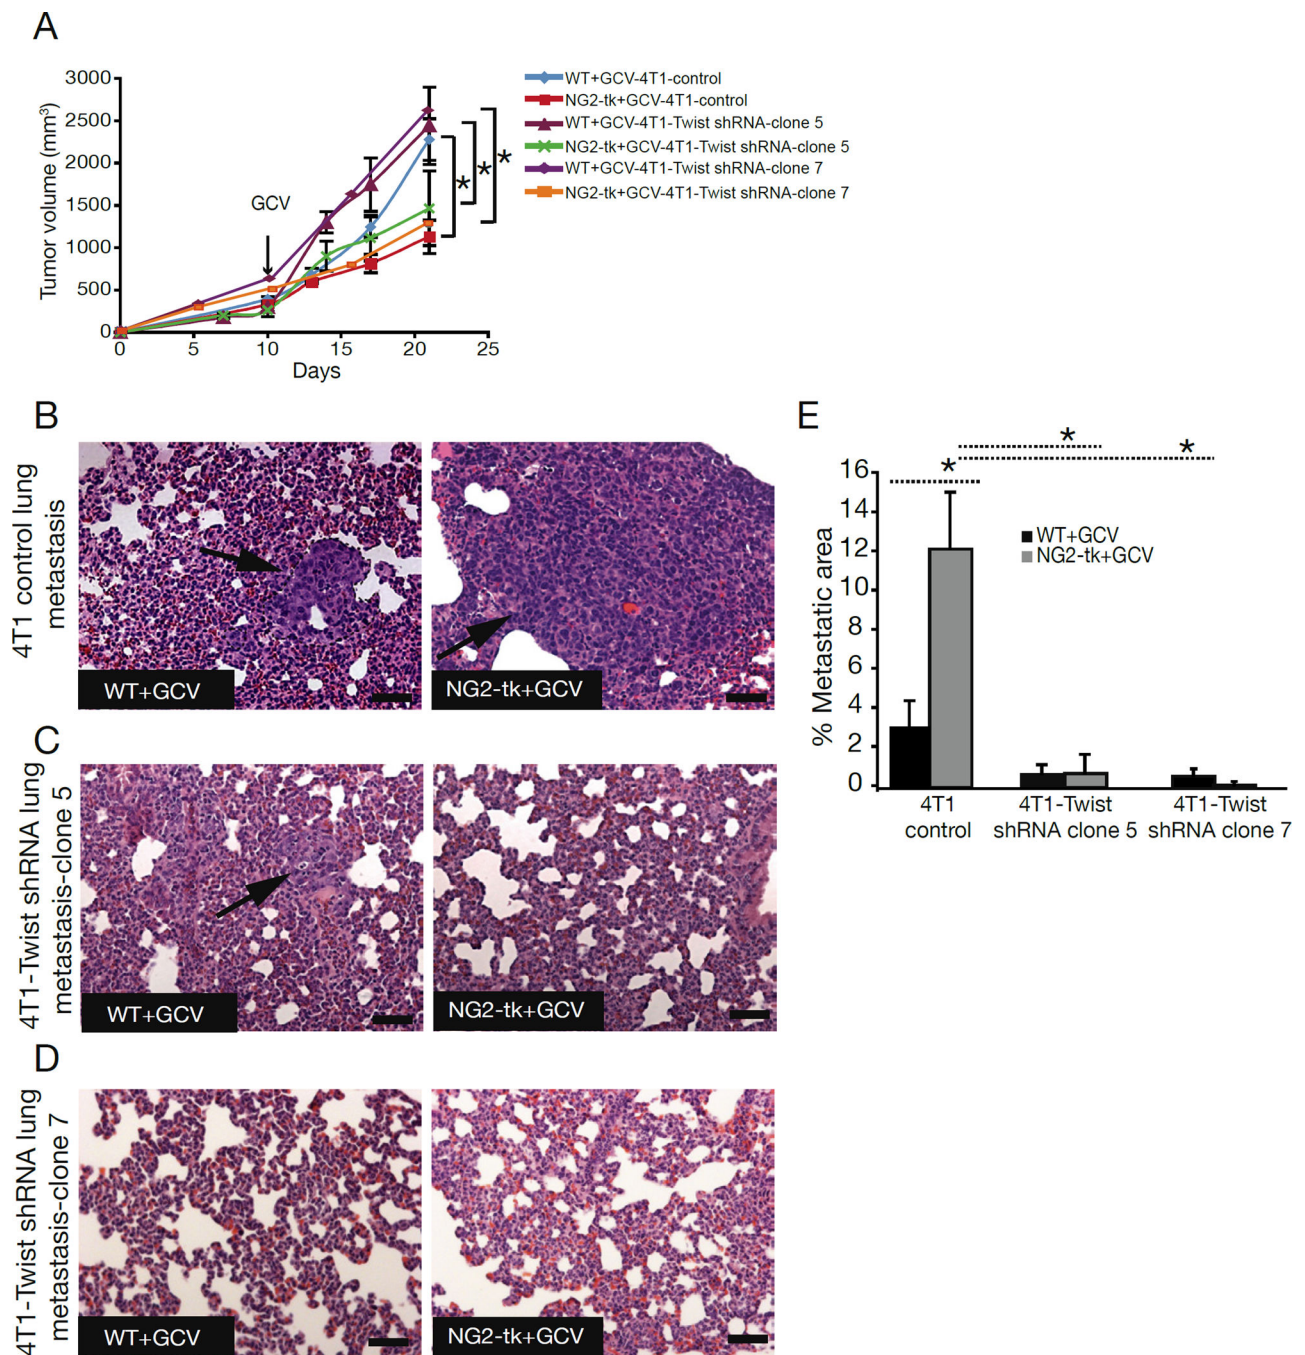 A
Tumor volume (mm³)
3000
2500
2000
1500
1000
500
0
0 5 10 15 20 25
Days
GCV
* * *
WT+GCV-4T1-control
NG2-tk+GCV-4T1-control
WT+GCV-4T1-Twist shRNA-clone 5
NG2-tk+GCV-4T1-Twist shRNA-clone 5
WT+GCV-4T1-Twist shRNA-clone 7
NG2-tk+GCV-4T1-Twist shRNA-clone 7
B
4T1 control lung
metastasis
WT+GCV
NG2-tk+GCV
C
4T1-Twist shRNA lung
metastasis-clone 5
WT+GCV
NG2-tk+GCV
D
4T1-Twist shRNA lung
metastasis-clone 7
WT+GCV
NG2-tk+GCV
E
% Metastatic area
16
14
12
10
8
6
4
2
0
* * *
WT+GCV
NG2-tk+GCV
4T1
control
4T1-Twist
shRNA clone 5
4T1-Twist
shRNA clone 7